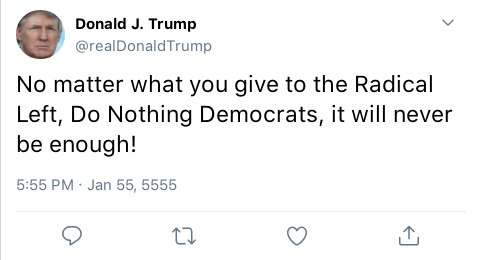 Donald J. Trump
@realDonaldTrump
No matter what you give to the Radical
Left, Do Nothing Democrats, it will never
be enough!
5:55 PM · Jan 55, 5555